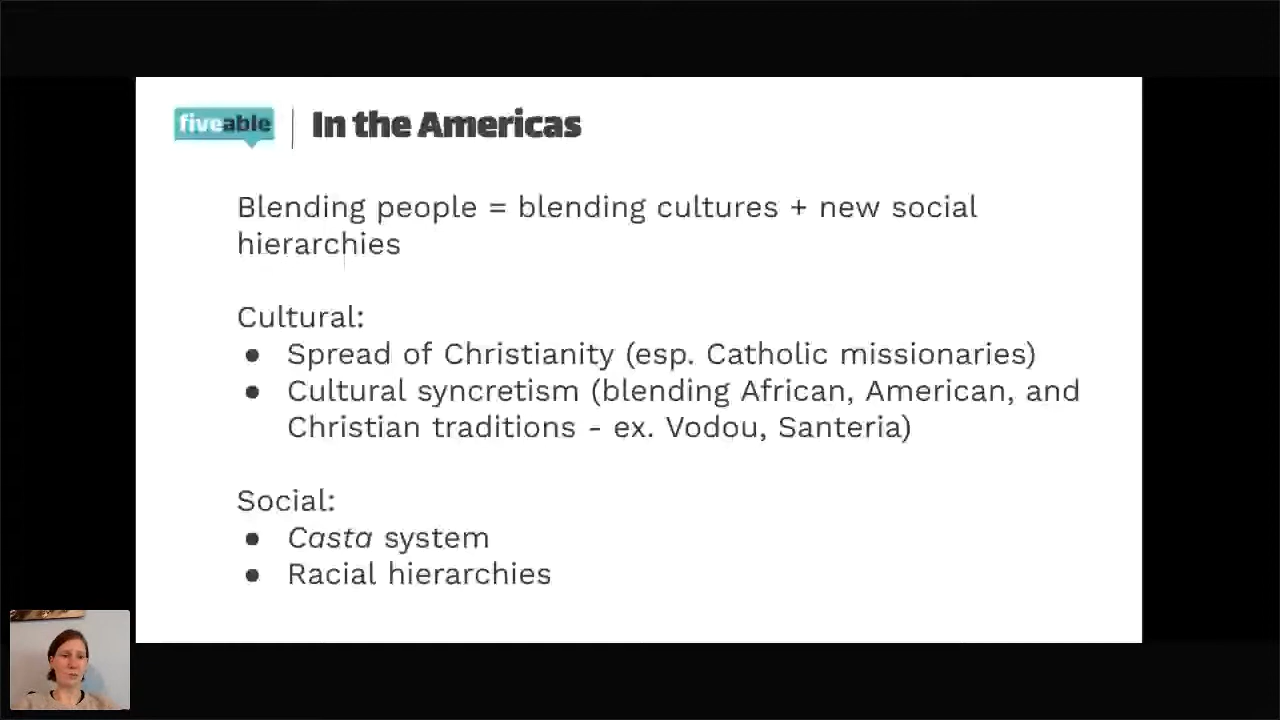 fiveable
In the Americas
Blending people = blending cultures + new social
hierarchies
Cultural:
● Spread of Christianity (esp. Catholic missionaries)
● Cultural syncretism (blending African, American, and
Christian traditions - ex. Vodou, Santeria)
Social:
● Casta system
● Racial hierarchies